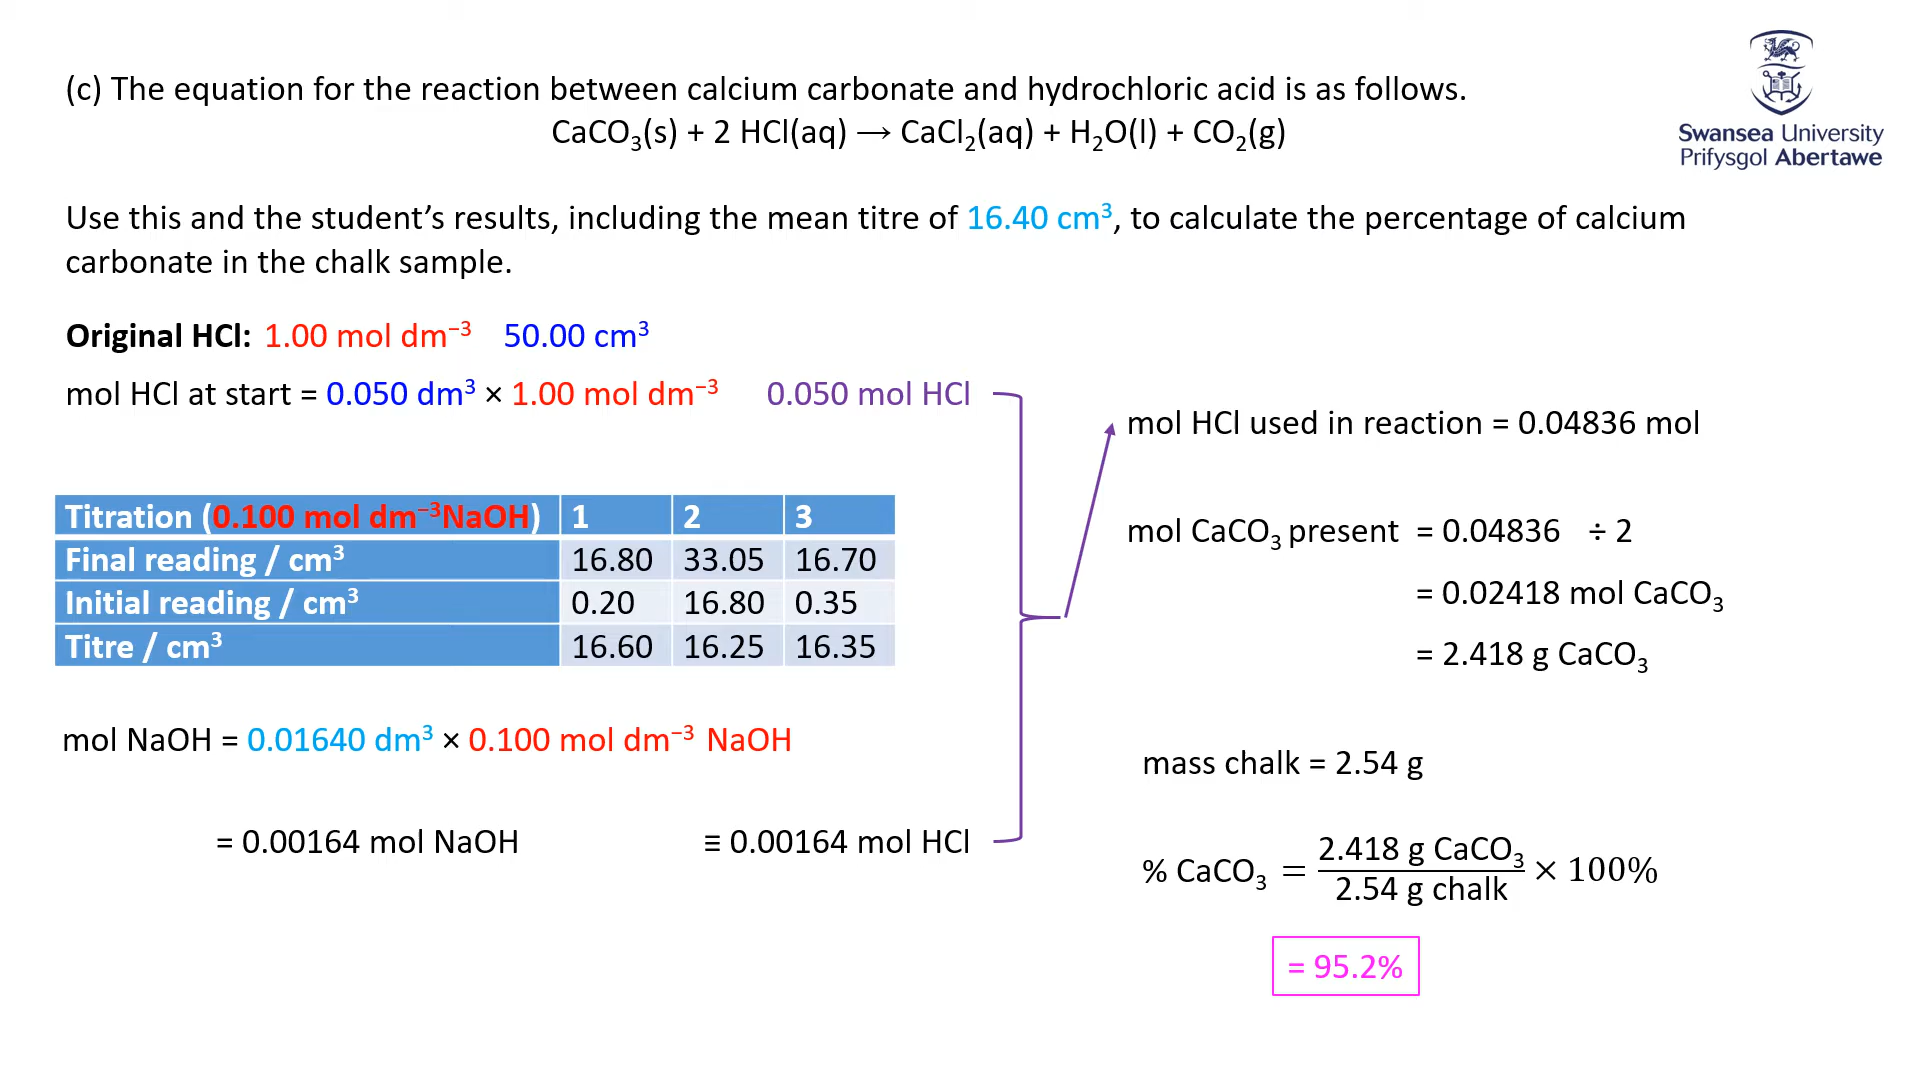 (c) The equation for the reaction between calcium carbonate and hydrochloric acid is as follows.
CaCO₃(s) + 2 HCl(aq) → CaCl₂(aq) + H₂O(l) + CO₂(g)
Swansea University
Prifysgol Abertawe
Use this and the student’s results, including the mean titre of 16.40 cm³, to calculate the percentage of calcium
carbonate in the chalk sample.
Original HCl: 1.00 mol dm⁻³ 50.00 cm³
mol HCl at start = 0.050 dm³ × 1.00 mol dm⁻³ 0.050 mol HCl
Titration (0.100 mol dm⁻³NaOH) 1 2 3
Final reading / cm³ 16.80 33.05 16.70
Initial reading / cm³ 0.20 16.80 0.35
Titre / cm³ 16.60 16.25 16.35
mol NaOH = 0.01640 dm³ × 0.100 mol dm⁻³ NaOH
= 0.00164 mol NaOH ≡ 0.00164 mol HCl
mol HCl used in reaction = 0.04836 mol
mol CaCO₃ present = 0.04836 ÷ 2
= 0.02418 mol CaCO₃
= 2.418 g CaCO₃
mass chalk = 2.54 g
% CaCO₃ = 2.418 g CaCO₃ / 2.54 g chalk × 100%
= 95.2%